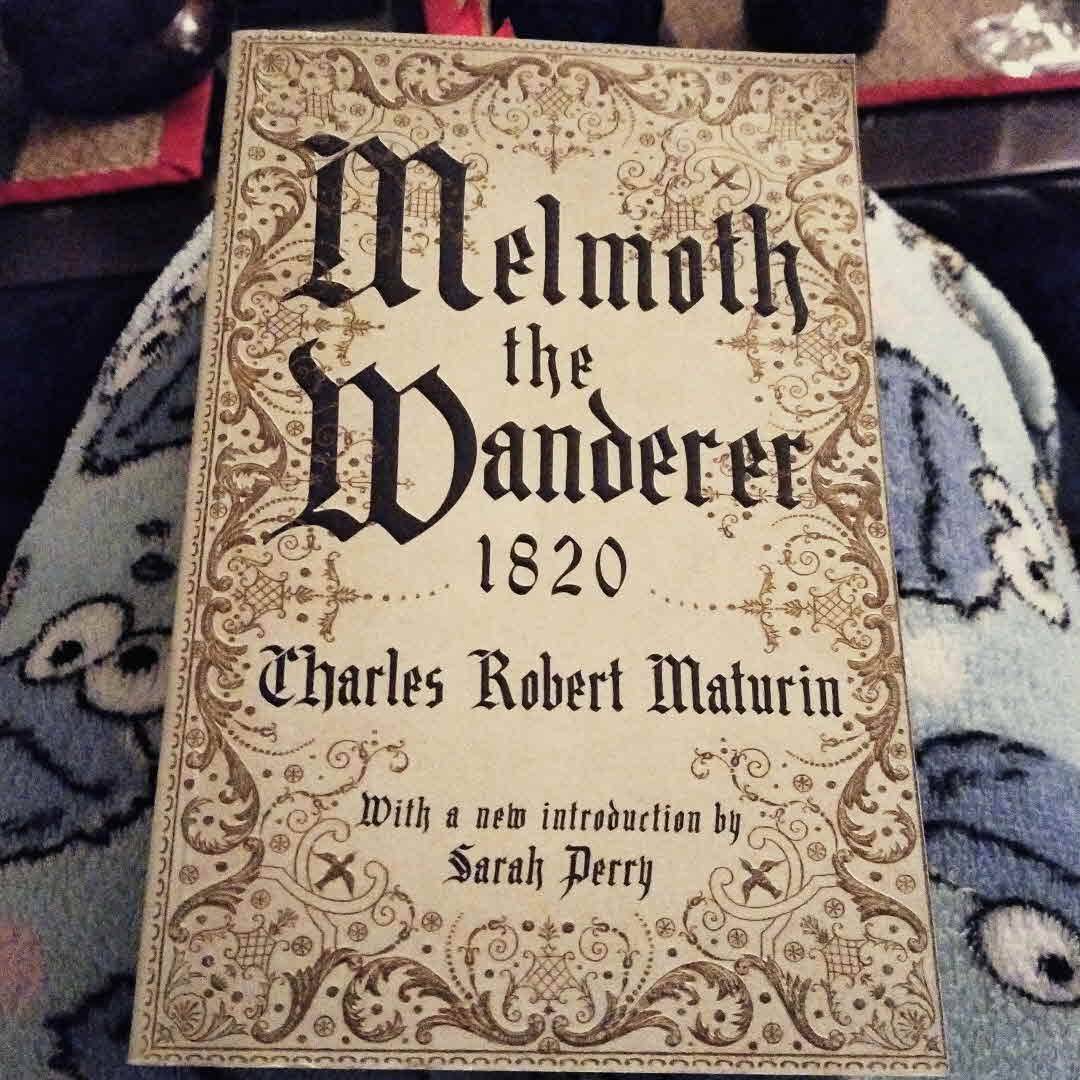 Melmoth
the
Wanderer
1820
Charles Robert Maturin
With a new introduction by
Sarah Perry